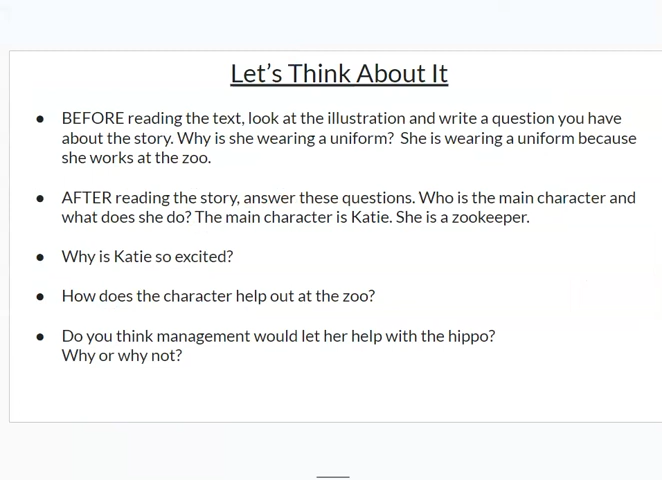 Let's Think About It
● BEFORE reading the text, look at the illustration and write a question you have
about the story. Why is she wearing a uniform? She is wearing a uniform because
she works at the zoo.
● AFTER reading the story, answer these questions. Who is the main character and
what does she do? The main character is Katie. She is a zookeeper.
● Why is Katie so excited?
● How does the character help out at the zoo?
● Do you think management would let her help with the hippo?
Why or why not?